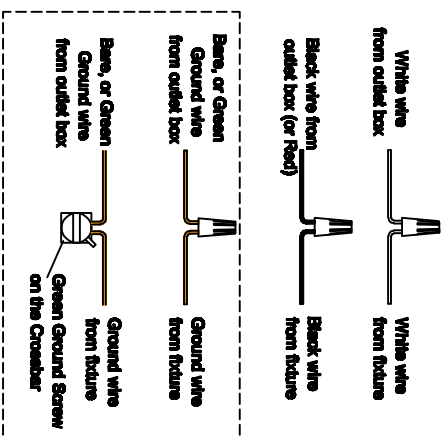 White wire
from outlet box
White wire
from fixture
Black wire from
outlet box (or Red)
Black wire
from fixture
Bare, or Green
Ground wire
from outlet box
Ground wire
from fixture
Bare, or Green
Ground wire
from outlet box
Ground wire
from fixture
Green Ground Screw
on the Crossbar